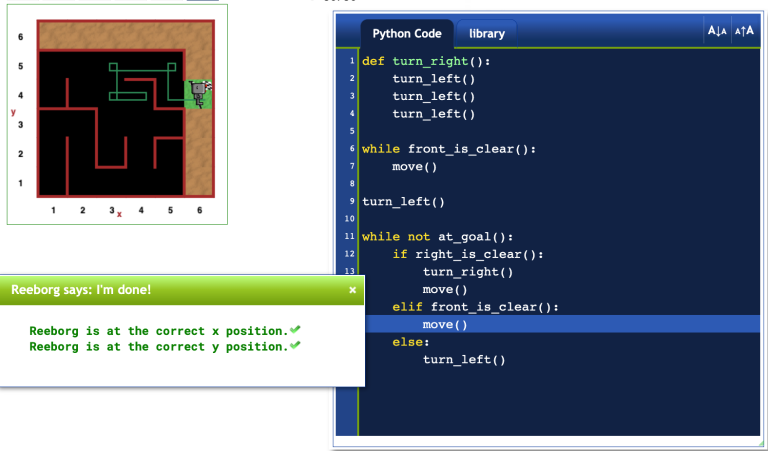 Python Code library A↓A A↑A
6
5
4
y
3
2
1
1 2 3 x 4 5 6
1 def turn_right():
2 turn_left()
3 turn_left()
4 turn_left()
5
6 while front_is_clear():
7 move()
8
9 turn_left()
10
11 while not at_goal():
12 if right_is_clear():
13 turn_right()
move()
elif front_is_clear():
move()
else:
turn_left()
Reeborg says: I'm done! ×
Reeborg is at the correct x position.✔
Reeborg is at the correct y position.✔